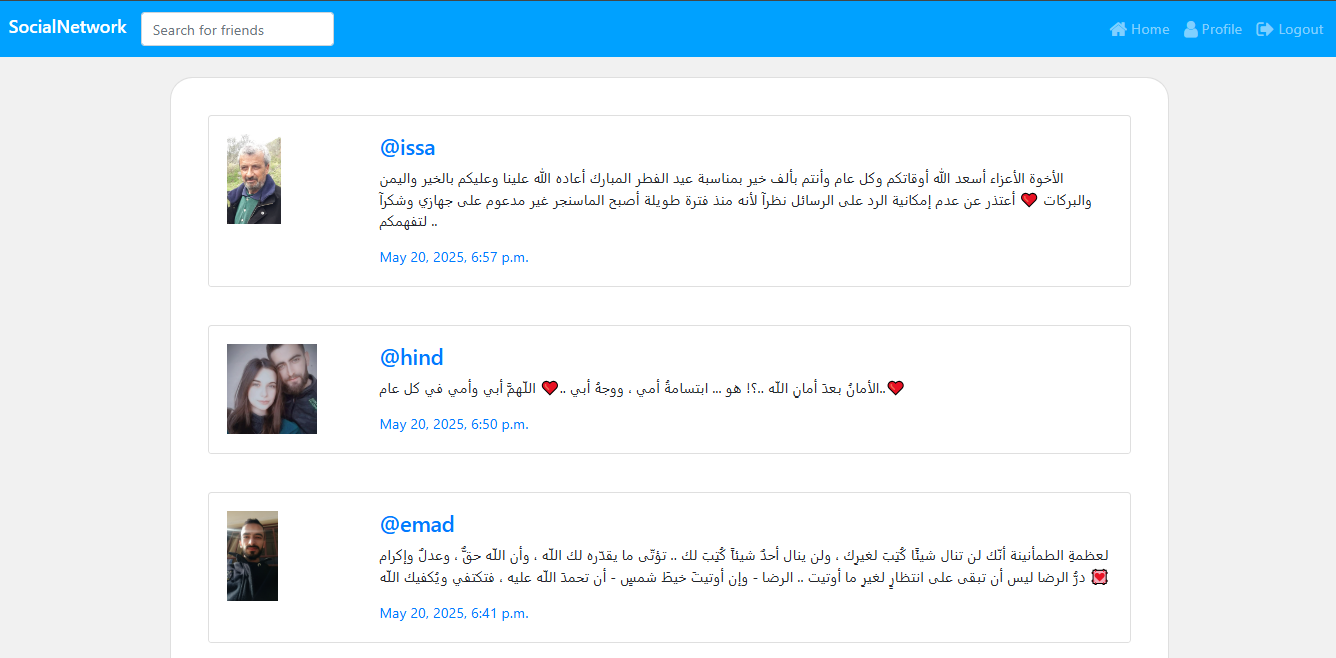 SocialNetwork
Search for friends
Home
Profile
Logout
@issa
الأخوة الأعزاء أسعد الله أوقاتكم وكل عام وأنتم بألف خير بمناسبة عيد الفطر المبارك أعاده الله علينا وعليكم بالخير واليمن
والبركات ❤️ أعتذر عن عدم إمكانية الرد على الرسائل نظرآ لأنه منذ فترة طويلة أصبح الماسنجر غير مدعوم على جهازي وشكرآ
لتفهمكم ..
May 20, 2025, 6:57 p.m.
@hind
❤️..الأمانُ بعدَ أمانِ اللّه ..؟! هو ... ابتسامةُ أمي ، ووجهُ أبي ..❤️ اللّهمَّ أبي وأمي في كل عام
May 20, 2025, 6:50 p.m.
@emad
لعظمةِ الطمأنينة أنّك لن تنال شيئًا كُتِبَ لغيرِك ، ولن ينال أحدٌ شيئاً كُتِبَ لك .. تؤتّى ما يقدّره لك اللّه ، وأن اللّه حقٌّ ، وعدلٌ وإكرام
💟 درُّ الرضا ليس أن تبقى على انتظارٍ لغيرِ ما أوتيت .. الرضا - وإن أوتيتَ خيطَ شمسٍ - أن تحمدَ اللّه عليه ، فتكتفي ويُكفيك اللّه
May 20, 2025, 6:41 p.m.